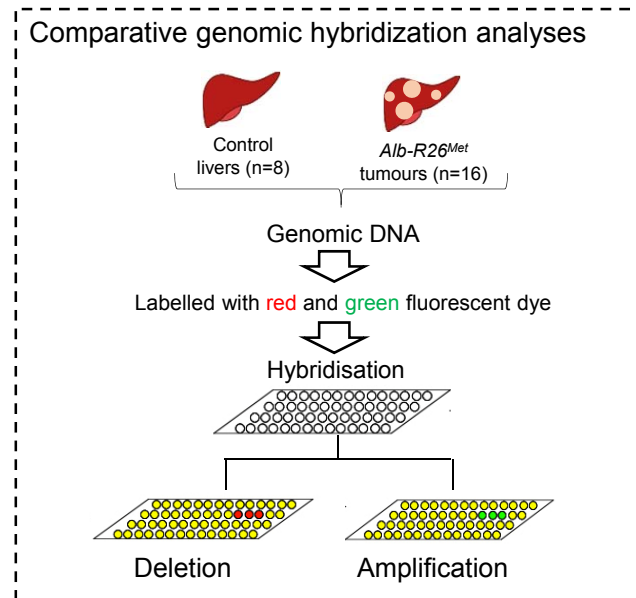 Comparative genomic hybridization analyses
Control
livers (n=8)
Alb-R26Met
tumours (n=16)
Genomic DNA
Labelled with red and green fluorescent dye
Hybridisation
Deletion
Amplification